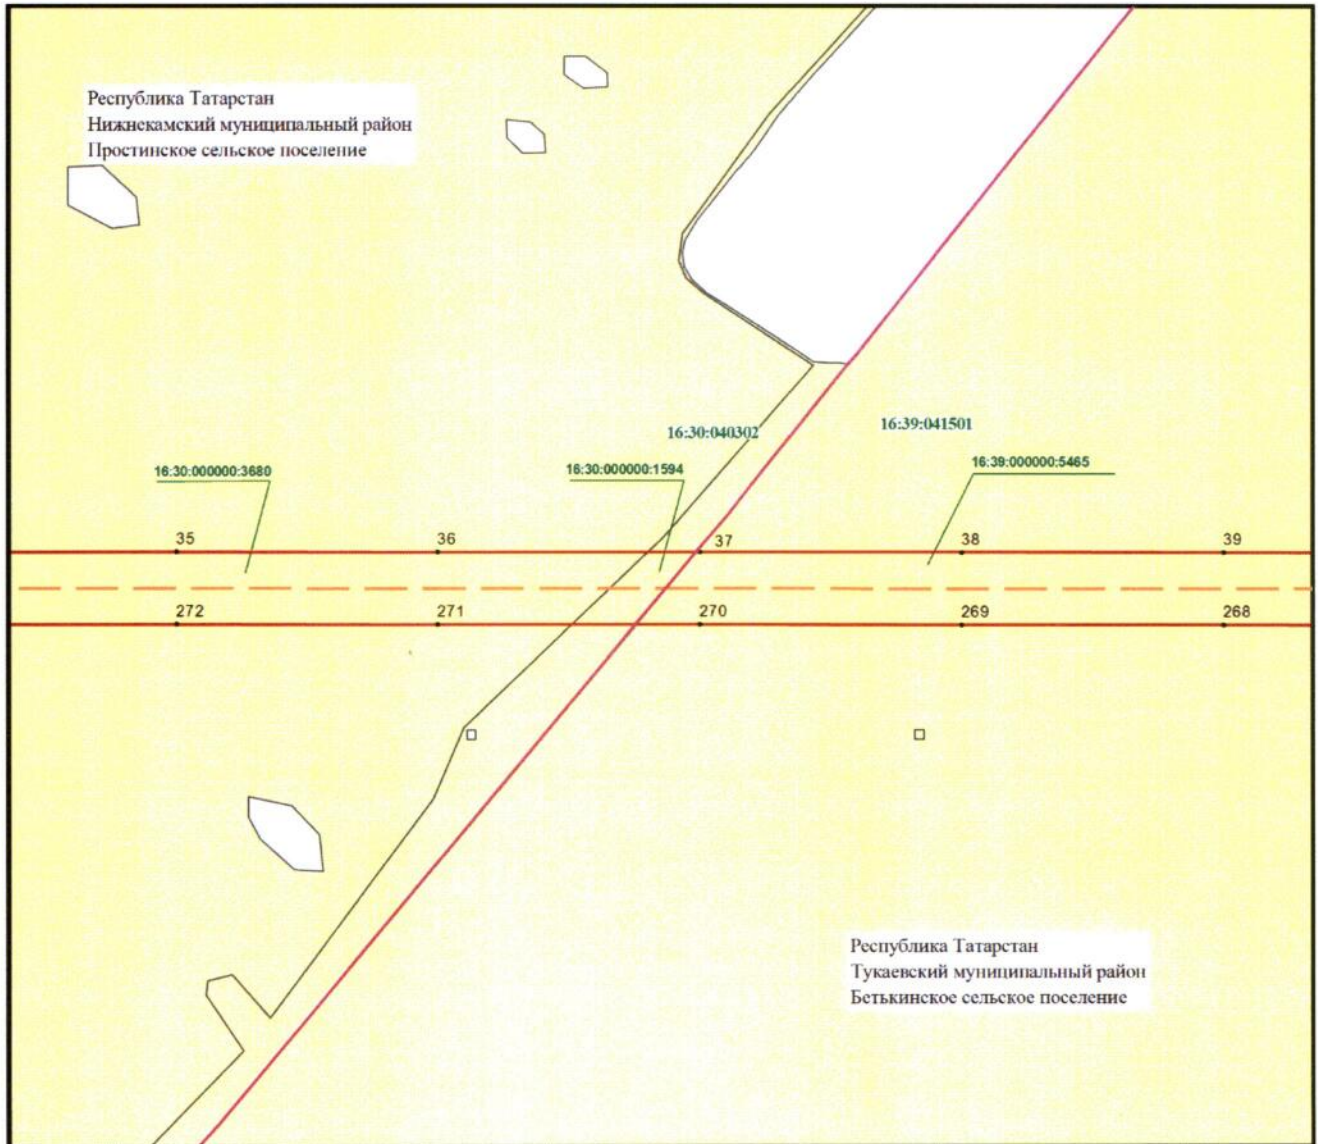 Республика Татарстан
Нижнекамский муниципальный район
Простинское сельское поселение
16:30:040302
16:39:041501
16:30:000000:3680
16:30:000000:1594
16:39:000000:5465
35
36
37
38
39
272
271
270
269
268
Республика Татарстан
Тукаевский муниципальный район
Бетькинское сельское поселение